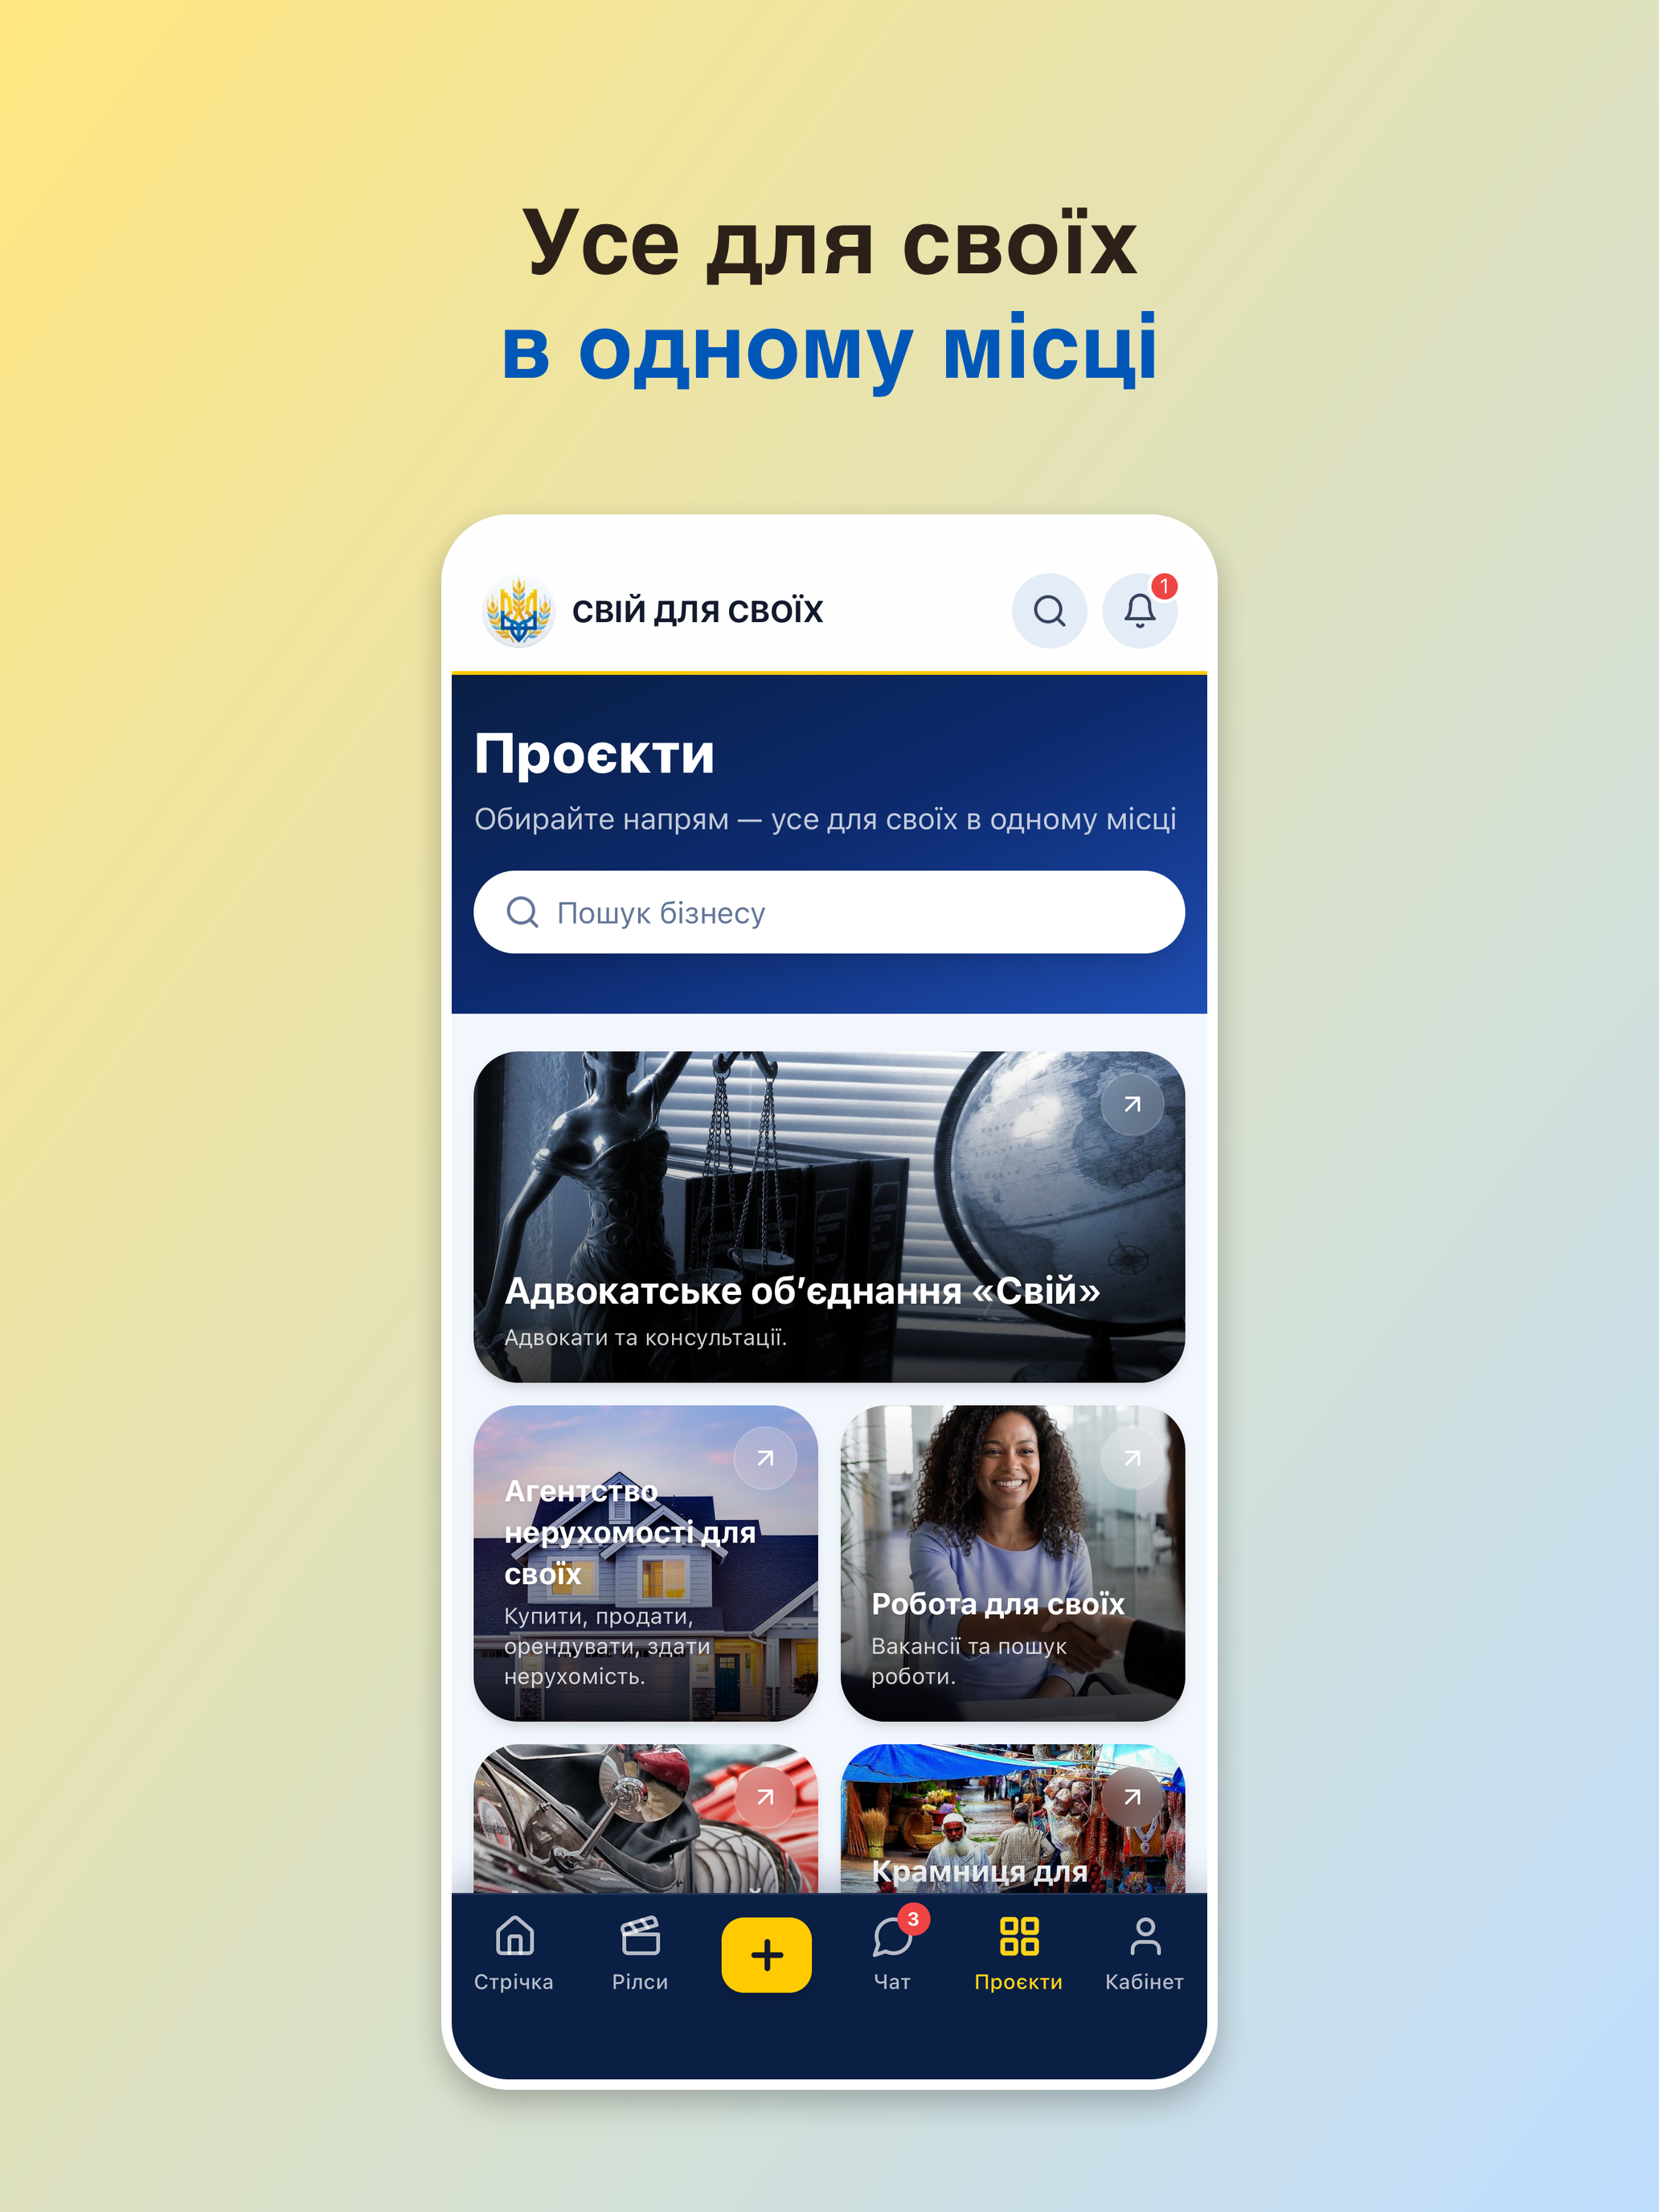 Усе для своїх
в одному місці
СВІЙ ДЛЯ СВОЇХ
1
Проєкти
Обирайте напрям — усе для своїх в одному місці
Пошук бізнесу
Адвокатське об’єднання «Свій»
Адвокати та консультації.
Агентство
нерухомості для
своїх
Купити, продати,
орендувати, здати
нерухомість.
Робота для своїх
Вакансії та пошук
роботи.
Крамниця для
3
Стрічка
Рілси
Чат
Проєкти
Кабінет